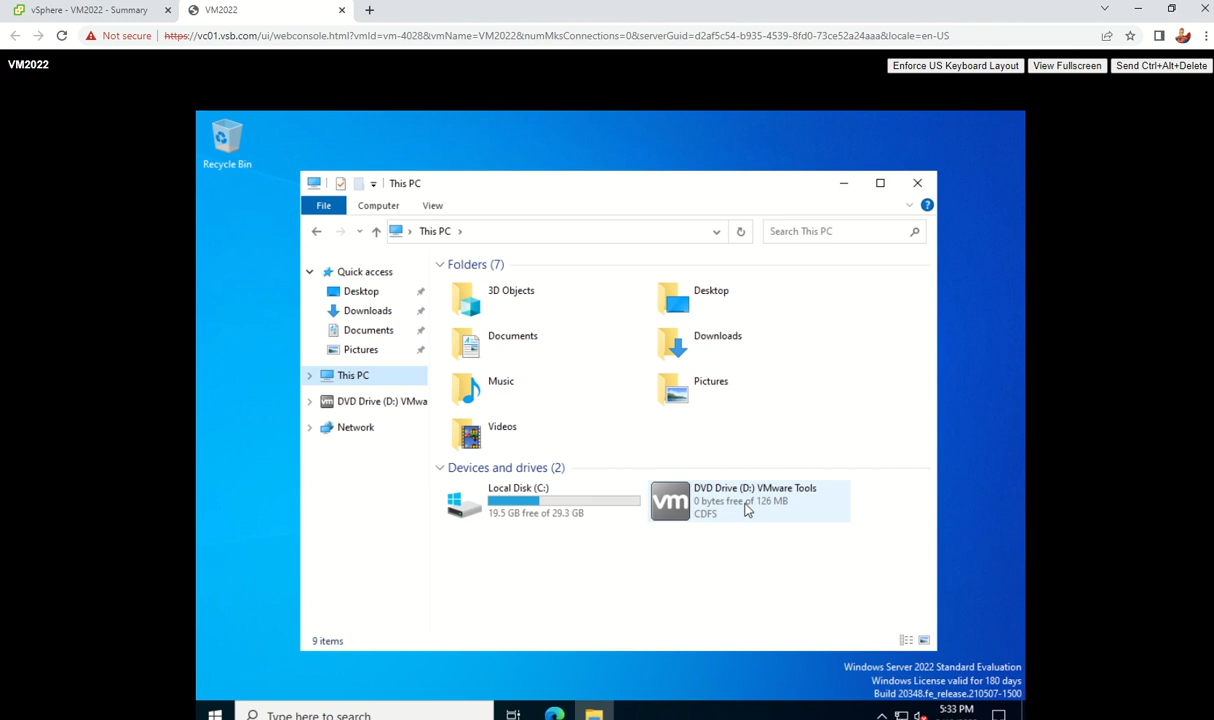 vSphere - VM2022 - Summary
VM2022
Not secure
https://vc01.vsb.com/ui/webconsole.html?vmId=vm-4028&vmName=VM2022&numMksConnections=0&serverGuid=d2af5c54-b935-4539-8fd0-73ce52a24aaa&locale=en-US
VM2022
Enforce US Keyboard Layout
View Fullscreen
Send Ctrl+Alt+Delete
Recycle Bin
This PC
File
Computer
View
This PC
Search This PC
Quick access
Desktop
Downloads
Documents
Pictures
This PC
DVD Drive (D:) VMwa
Network
Folders (7)
3D Objects
Desktop
Documents
Downloads
Music
Pictures
Videos
Devices and drives (2)
Local Disk (C:)
19.5 GB free of 29.3 GB
vm
DVD Drive (D:) VMware Tools
0 bytes free of 126 MB
CDFS
9 items
Windows Server 2022 Standard Evaluation
Windows License valid for 180 days
Build 20348.fe_release.210507-1500
Type here to search
5:33 PM